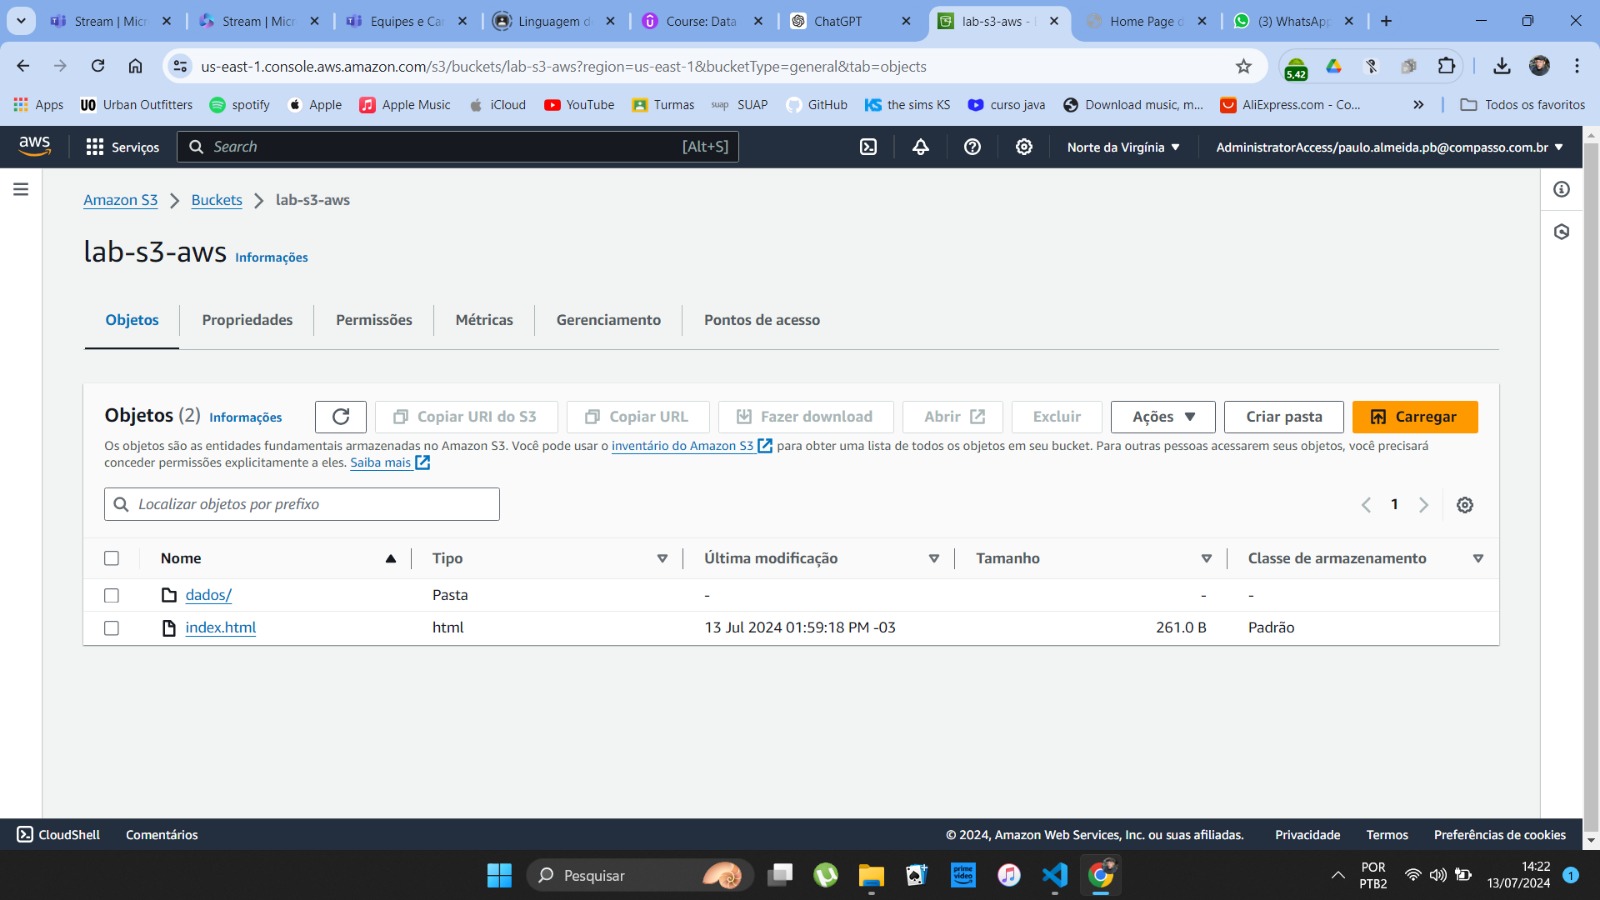 Stream | Micr
Stream | Micr
Equipes e Car
Linguagem d
Course: Data
ChatGPT
lab-s3-aws - l
Home Page d
(3) WhatsApp
us-east-1.console.aws.amazon.com/s3/buckets/lab-s3-aws?region=us-east-1&bucketType=general&tab=objects
5,42
Apps
UO Urban Outfitters
spotify
Apple
Apple Music
iCloud
YouTube
Turmas
suap SUAP
GitHub
KS the sims KS
curso java
Download music, m...
AliExpress.com - Co...
»
Todos os favoritos
aws
Serviços
Search [Alt+S]
Norte da Virgínia
AdministratorAccess/paulo.almeida.pb@compasso.com.br
Amazon S3 > Buckets > lab-s3-aws
lab-s3-aws Informações
Objetos Propriedades Permissões Métricas Gerenciamento Pontos de acesso
Objetos (2) Informações Copiar URI do S3 Copiar URL Fazer download Abrir Excluir Ações Criar pasta Carregar
Os objetos são as entidades fundamentais armazenadas no Amazon S3. Você pode usar o inventário do Amazon S3 para obter uma lista de todos os objetos em seu bucket. Para outras pessoas acessarem seus objetos, você precisará
conceder permissões explicitamente a eles. Saiba mais
Localizar objetos por prefixo
1
Nome Tipo Última modificação Tamanho Classe de armazenamento
dados/ Pasta - - -
index.html html 13 Jul 2024 01:59:18 PM -03 261.0 B Padrão
CloudShell Comentários © 2024, Amazon Web Services, Inc. ou suas afiliadas. Privacidade Termos Preferências de cookies
Pesquisar
prime video
POR
PTB2
14:22
13/07/2024
1